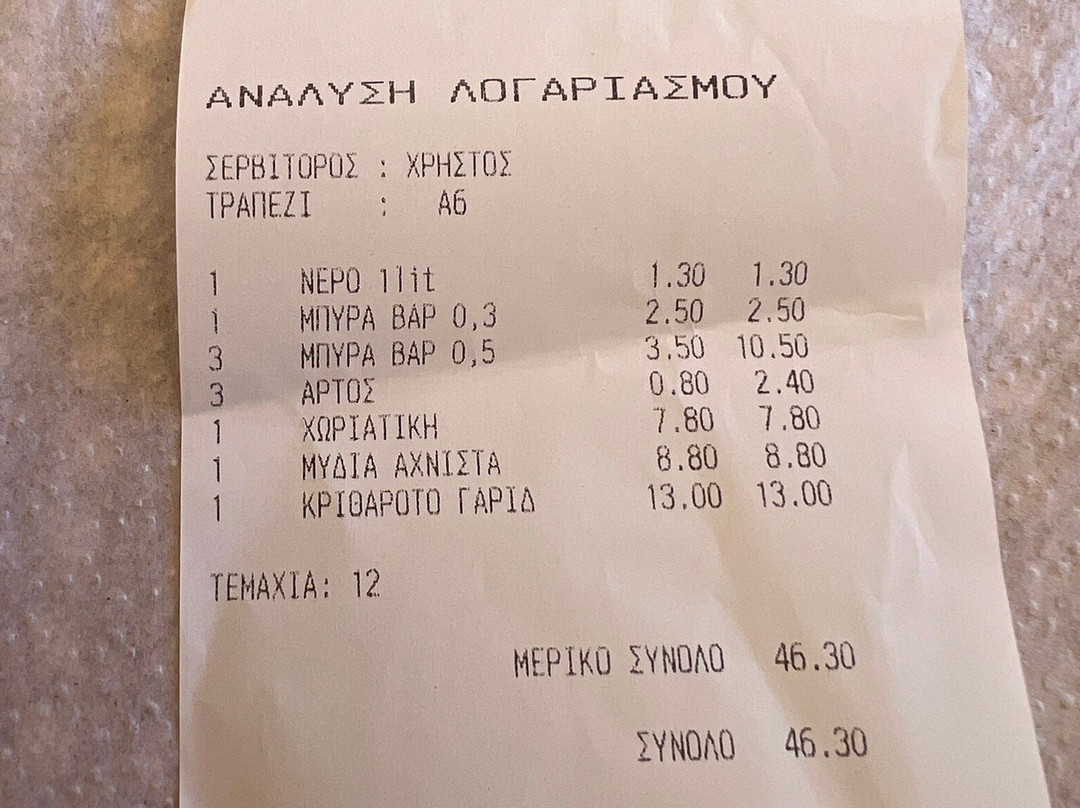 ΑΝΑΛΥΣΗ ΛΟΓΑΡΙΑΣΜΟΥ
ΣΕΡΒΙΤΟΡΟΣ : ΧΡΗΣΤΟΣ
ΤΡΑΠΕΖΙ : Α6
1 ΝΕΡΟ 1lit 1.30 1.30
1 ΜΠΥΡΑ ΒΑΡ 0,3 2.50 2.50
3 ΜΠΥΡΑ ΒΑΡ 0,5 3.50 10.50
3 ΑΡΤΟΣ 0.80 2.40
1 ΧΩΡΙΑΤΙΚΗ 7.80 7.80
1 ΜΥΔΙΑ ΑΧΝΙΣΤΑ 8.80 8.80
1 ΚΡΙΘΑΡΟΤΟ ΓΑΡΙΔ 13.00 13.00
ΤΕΜΑΧΙΑ: 12
ΜΕΡΙΚΟ ΣΥΝΟΛΟ 46.30
ΣΥΝΟΛΟ 46.30